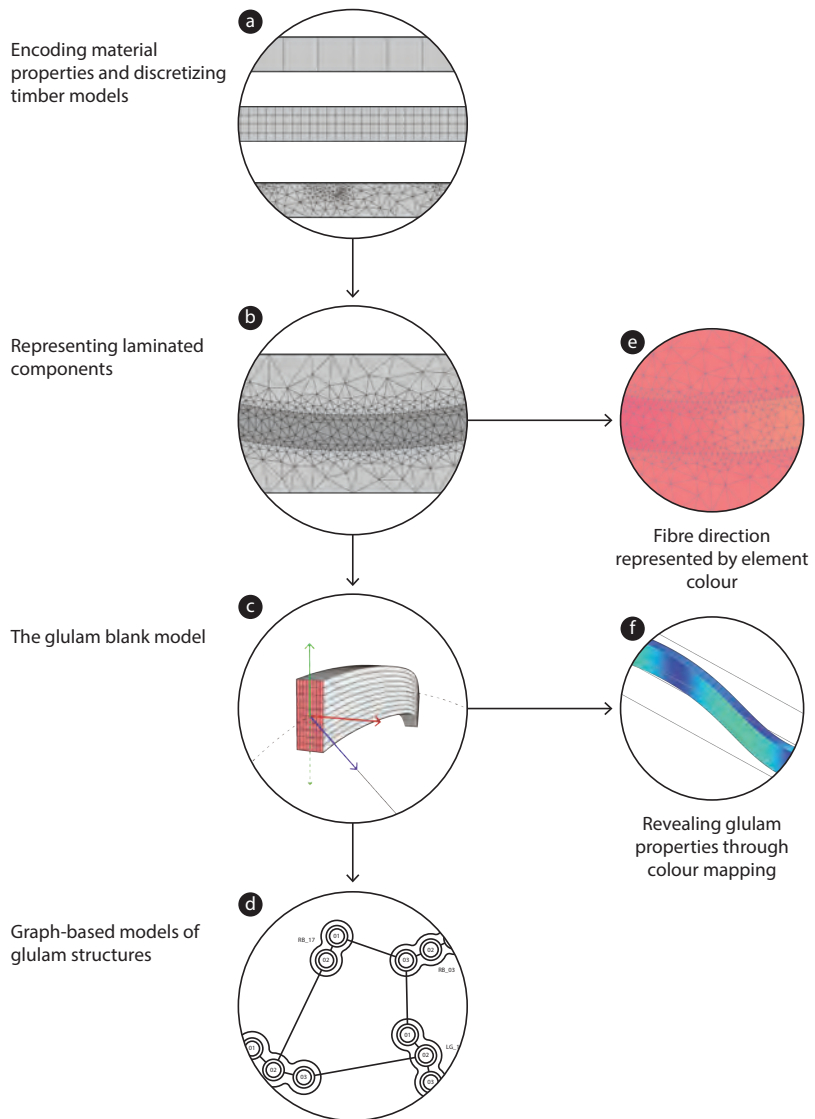 a
Encoding material
properties and discretizing
timber models
b
Representing laminated
components
e
Fibre direction
represented by element
colour
c
The glulam blank model
f
Revealing glulam
properties through
colour mapping
d
Graph-based models of
glulam structures
RB_17
01
02
03
02
RB_03
01
02
03
01
02
03